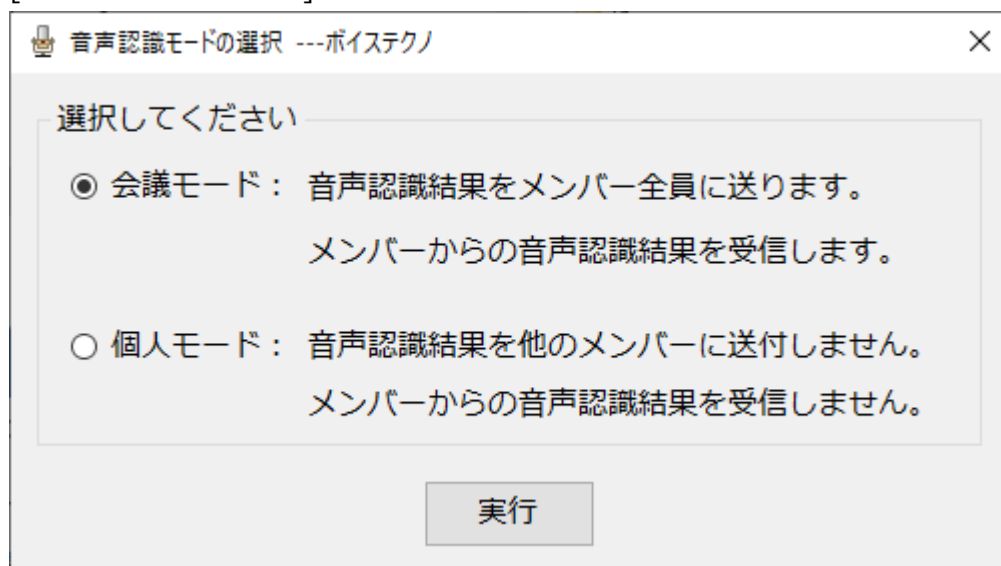 音声認識モードの選択 ---ボイステクノ
選択してください
会議モード： 音声認識結果をメンバー全員に送ります。
メンバーからの音声認識結果を受信します。
個人モード： 音声認識結果を他のメンバーに送付しません。
メンバーからの音声認識結果を受信しません。
実行